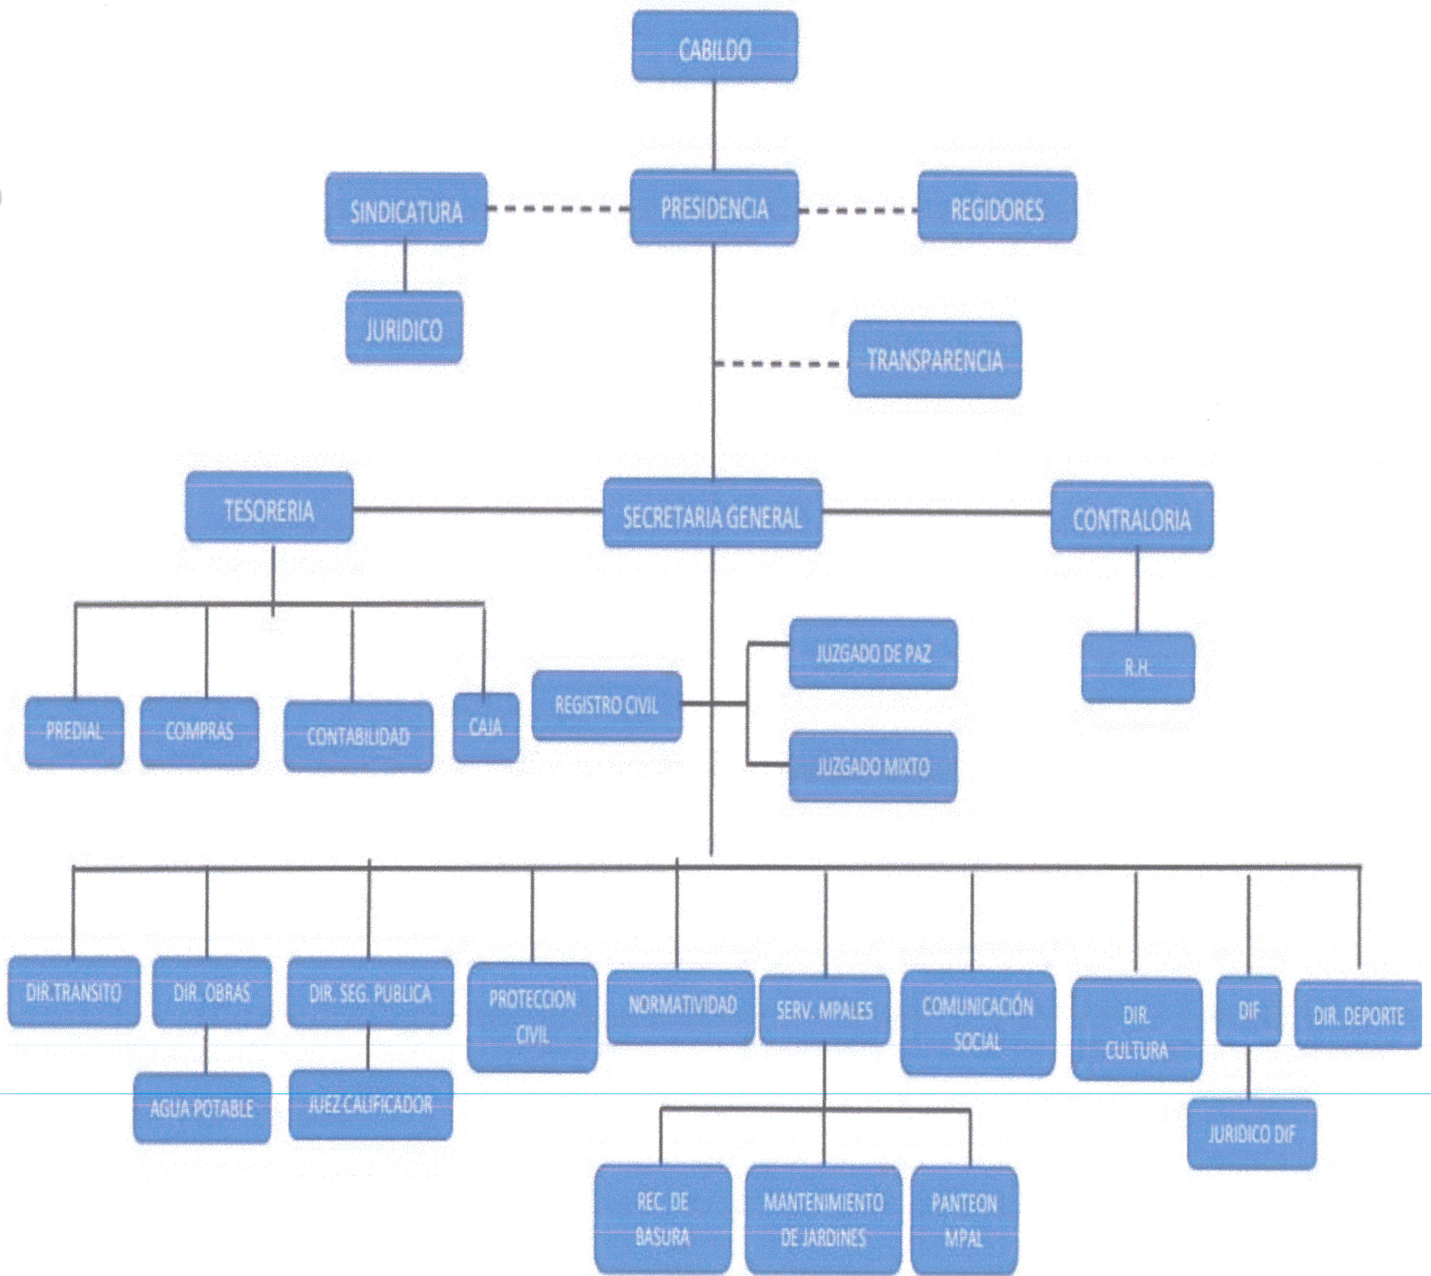 CABILDO
SINDICATURA
PRESIDENCIA
REGIDORES
JURIDICO
TRANSPARENCIA
TESORERIA
SECRETARIA GENERAL
CONTRALORIA
JUZGADO DE PAZ
R.H.
REGISTRO CIVIL
PREDIAL
COMPRAS
CONTABILIDAD
CAJA
JUZGADO MIXTO
DIR.TRANSITO
DIR. OBRAS
DIR. SEG. PUBLICA
PROTECCION
CIVIL
NORMATIVIDAD
SERV. MPALES
COMUNICACIÓN
SOCIAL
DIR.
CULTURA
DIF
DIR. DEPORTE
AGUA POTABLE
JUEZ CALIFICADOR
JURIDICO DIF
REC. DE
BASURA
MANTENIMIENTO
DE JARDINES
PANTEON
MPAL